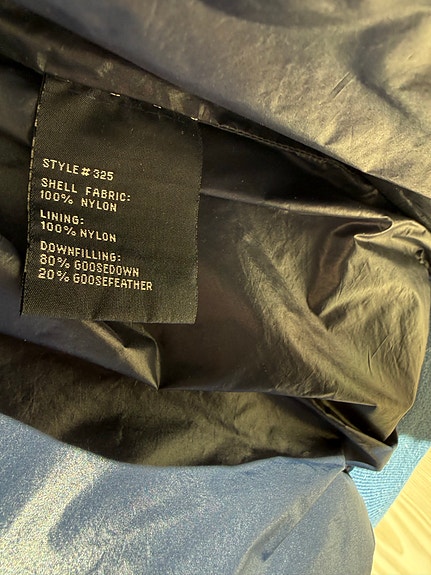 STYLE# 325
SHELL FABRIC:
100% NYLON
LINING:
100% NYLON
DOWNFILLING:
80% GOOSEDOWN
20% GOOSEFEATHER